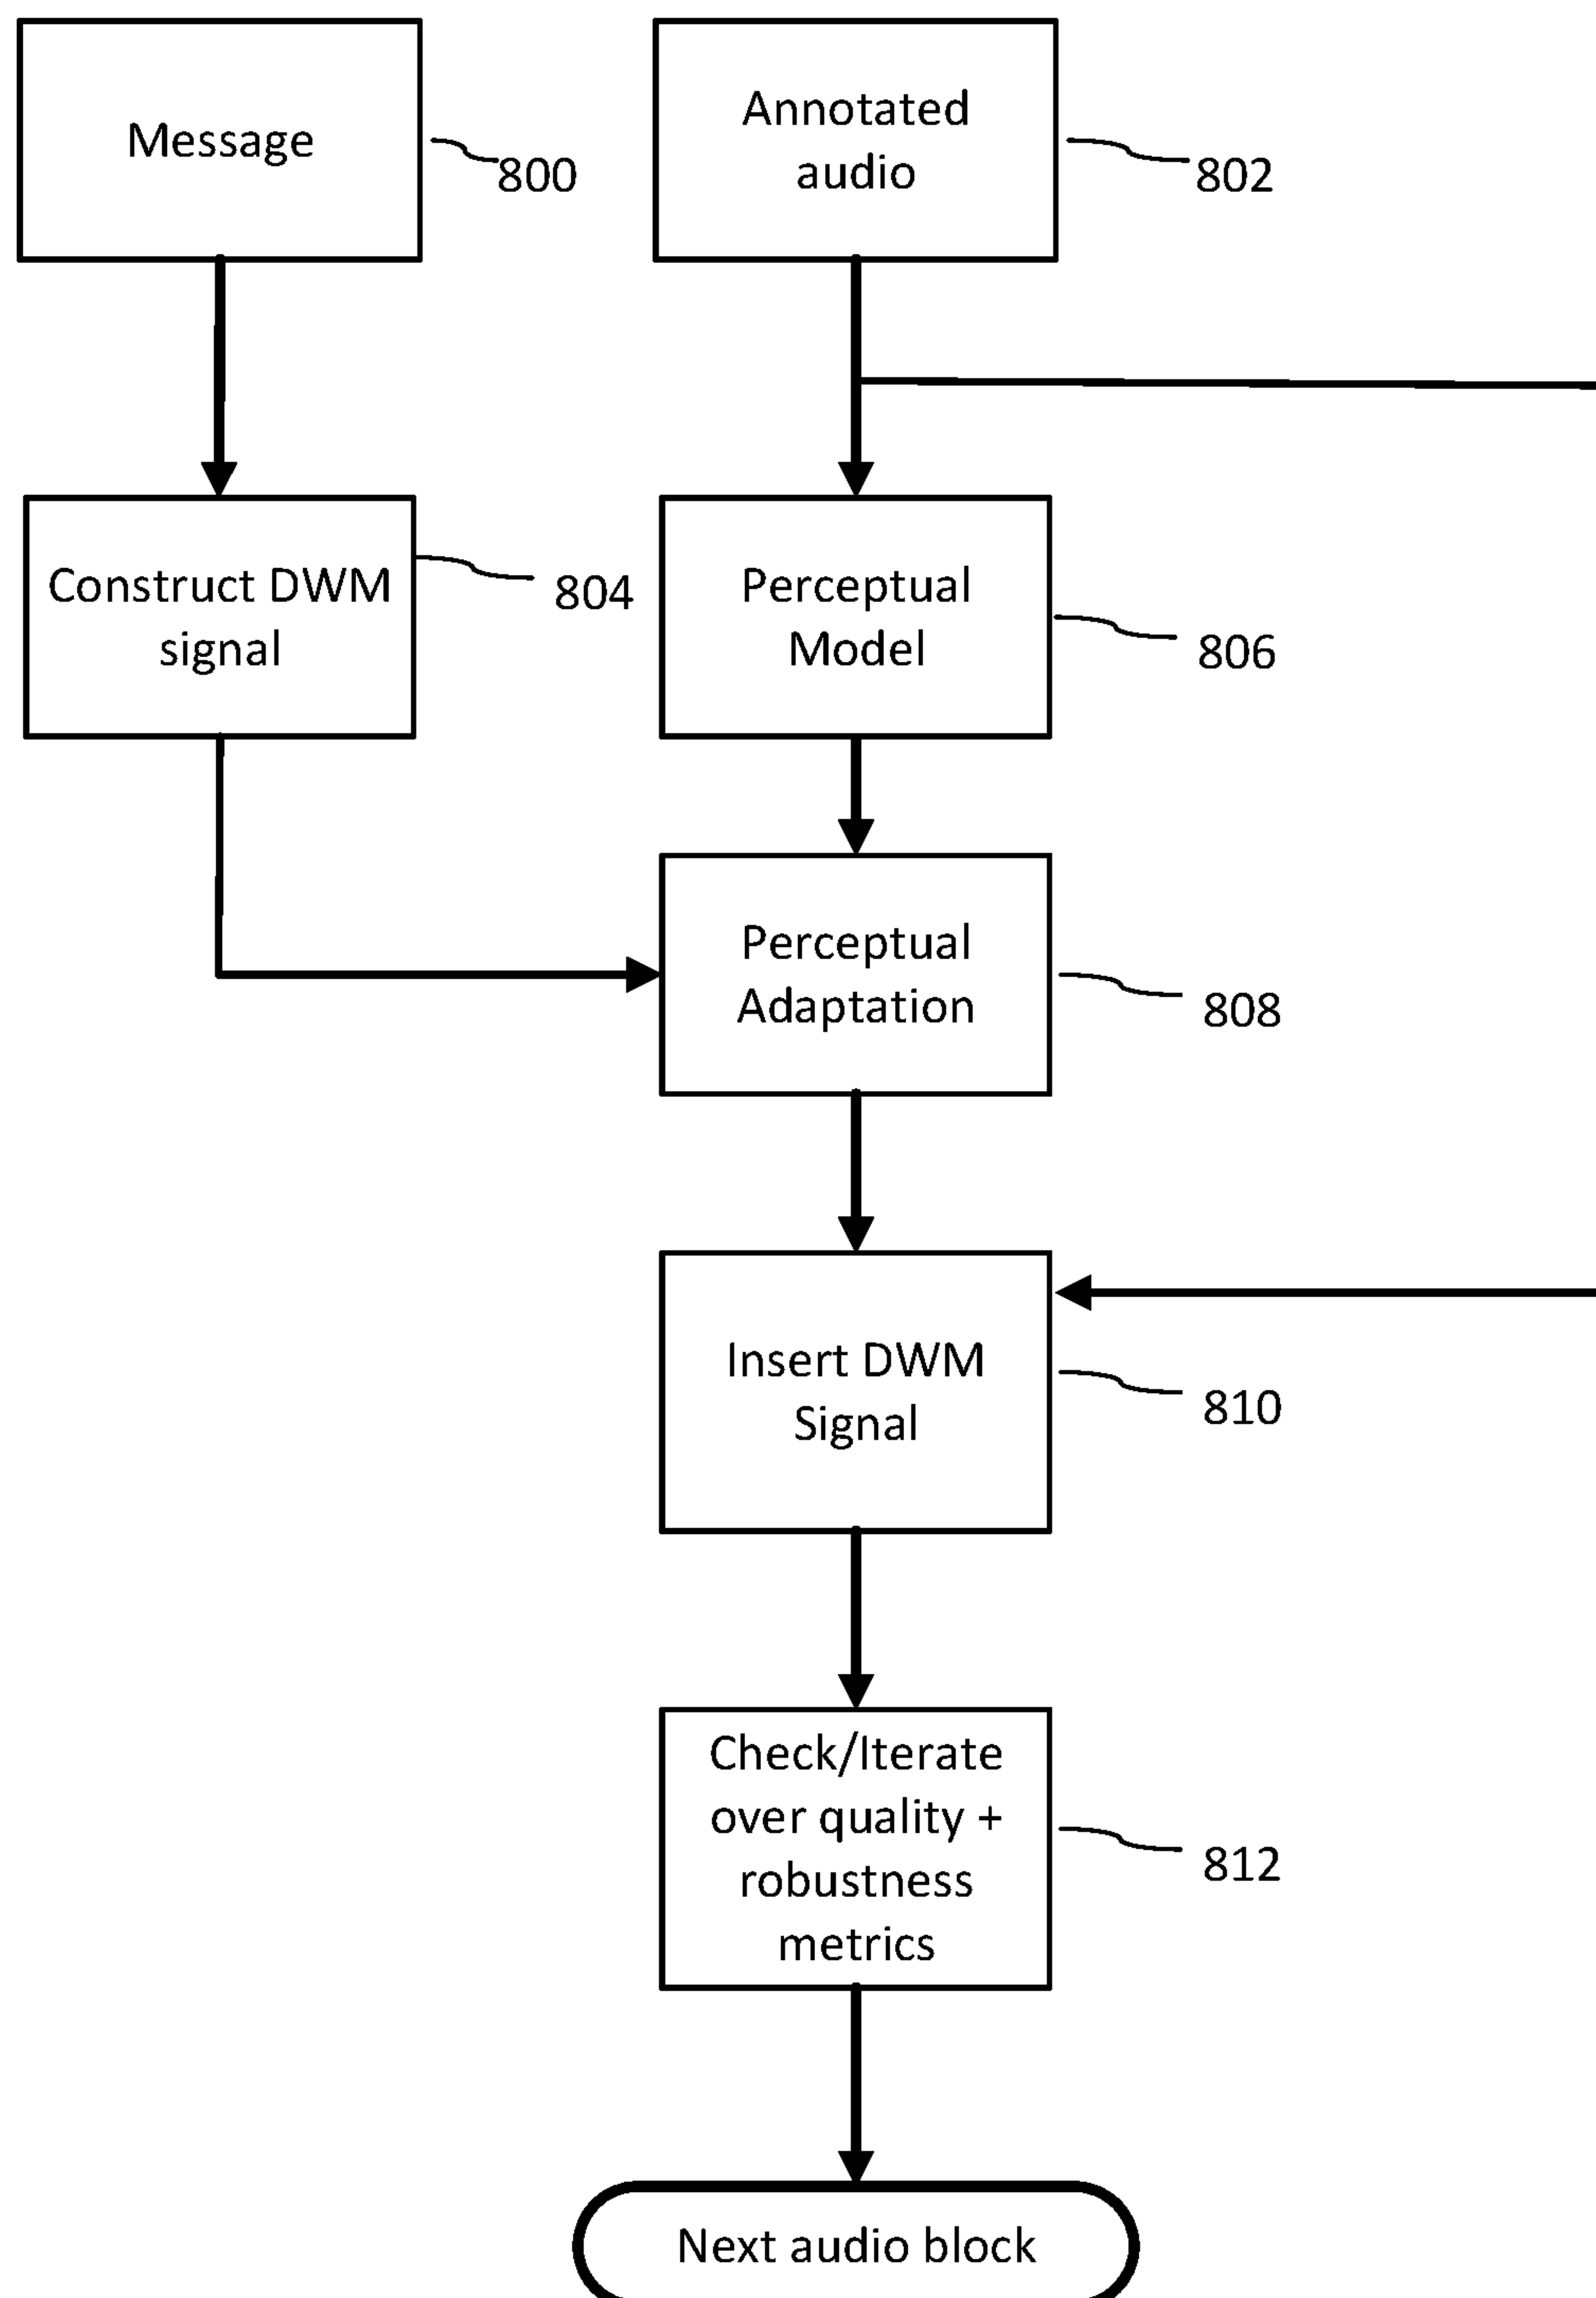 Message
800
Annotated
audio
802
Construct DWM
signal
804
Perceptual
Model
806
Perceptual
Adaptation
808
Insert DWM
Signal
810
Check/Iterate
over quality +
robustness
metrics
812
Next audio block